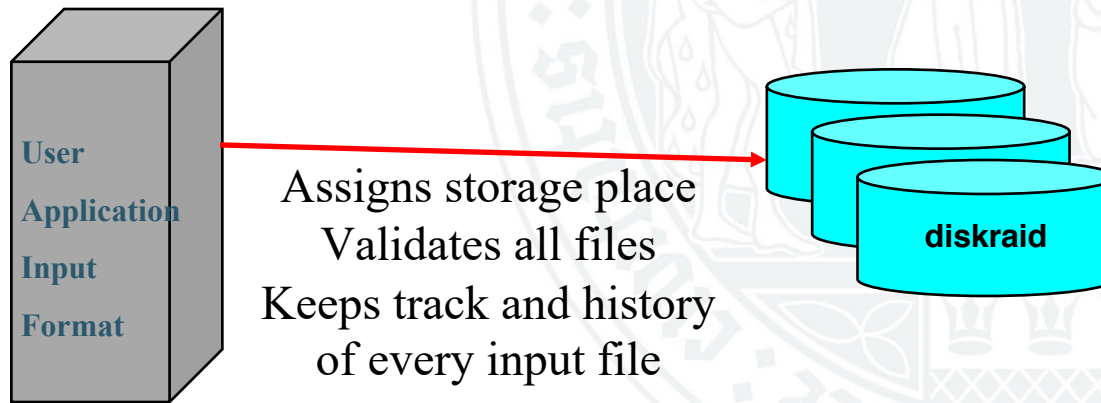 User
Application
Input
Format
Assigns storage place
Validates all files
Keeps track and history
of every input file
diskraid